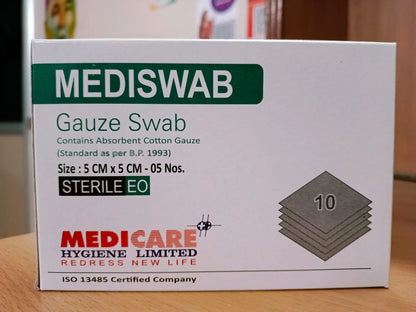 MEDISWAB
Gauze Swab
Contains Absorbent Cotton Gauze
(Standard as per B.P. 1993)
Size : 5 CM x 5 CM - 05 Nos.
STERILE EO
10
MEDICARE
HYGIENE LIMITED
REDRESS NEW LIFE
ISO 13485 Certified Company